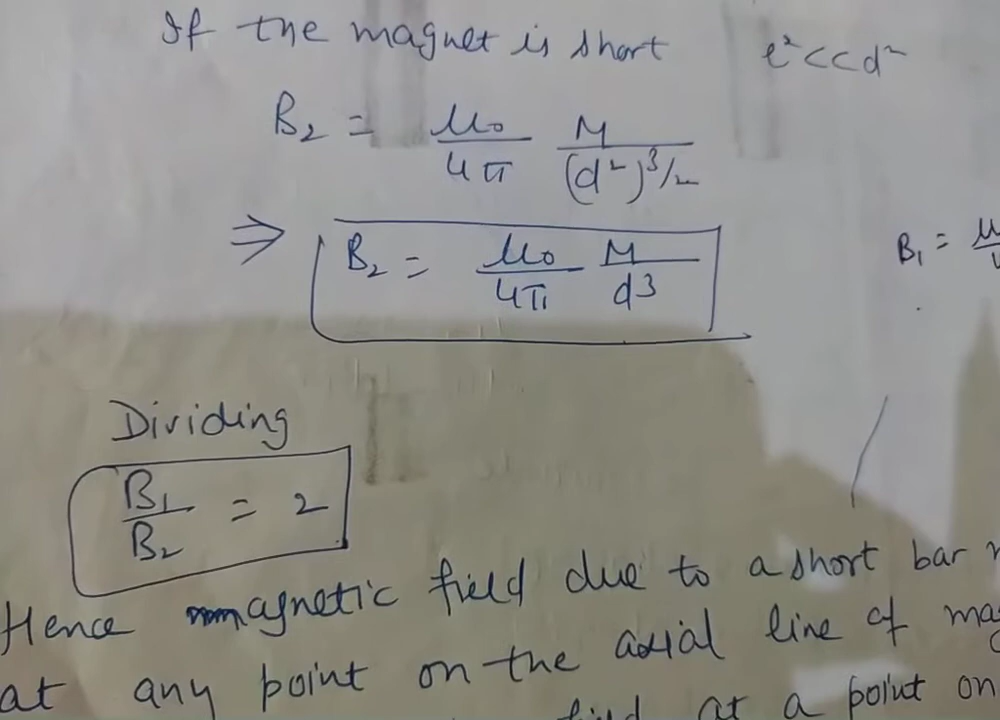 If the magnet is short l² << d²
B₂ = μ₀/4π M/(d²)^3/2
⇒ B₂ = μ₀/4π M/d³
B₁ = μ
Dividing
B₁/B₂ = 2
Hence magnetic field due to a short bar
at any point on the axial line of mag
at a point on